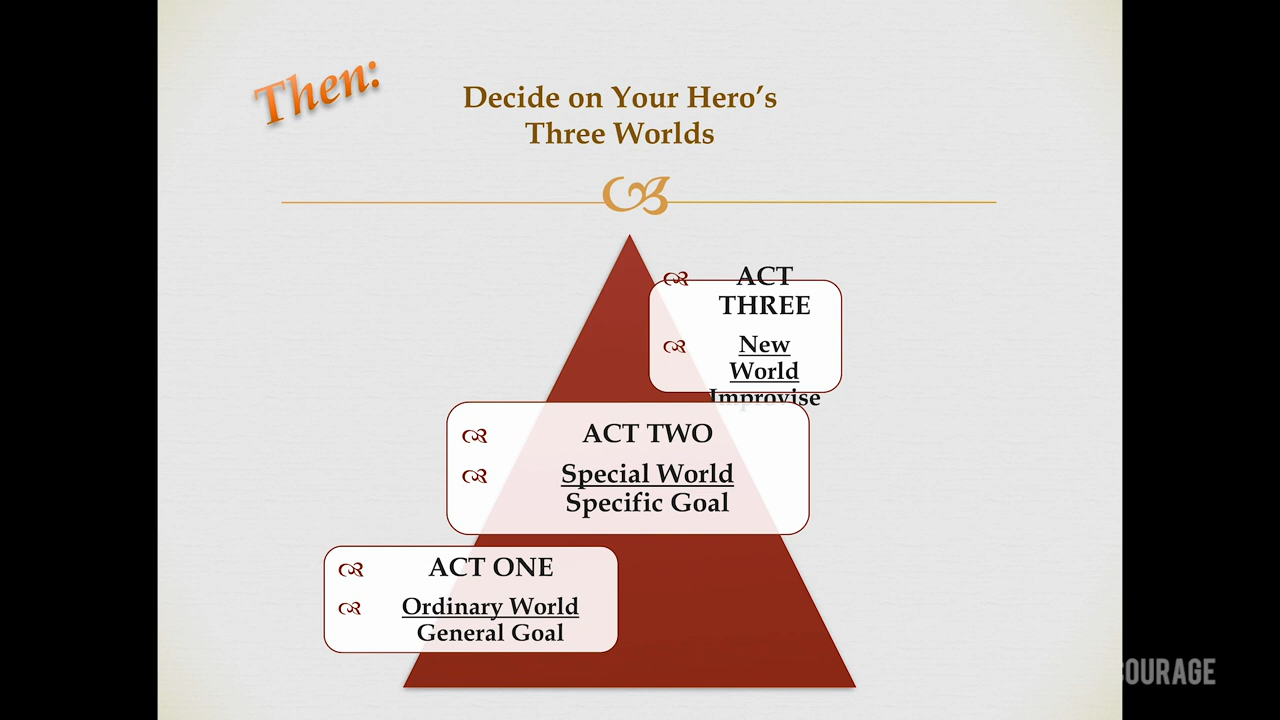 Then:
Decide on Your Hero’s
Three Worlds
ACT
THREE
New
World
Improvise
ACT TWO
Special World
Specific Goal
ACT ONE
Ordinary World
General Goal
OURAGE